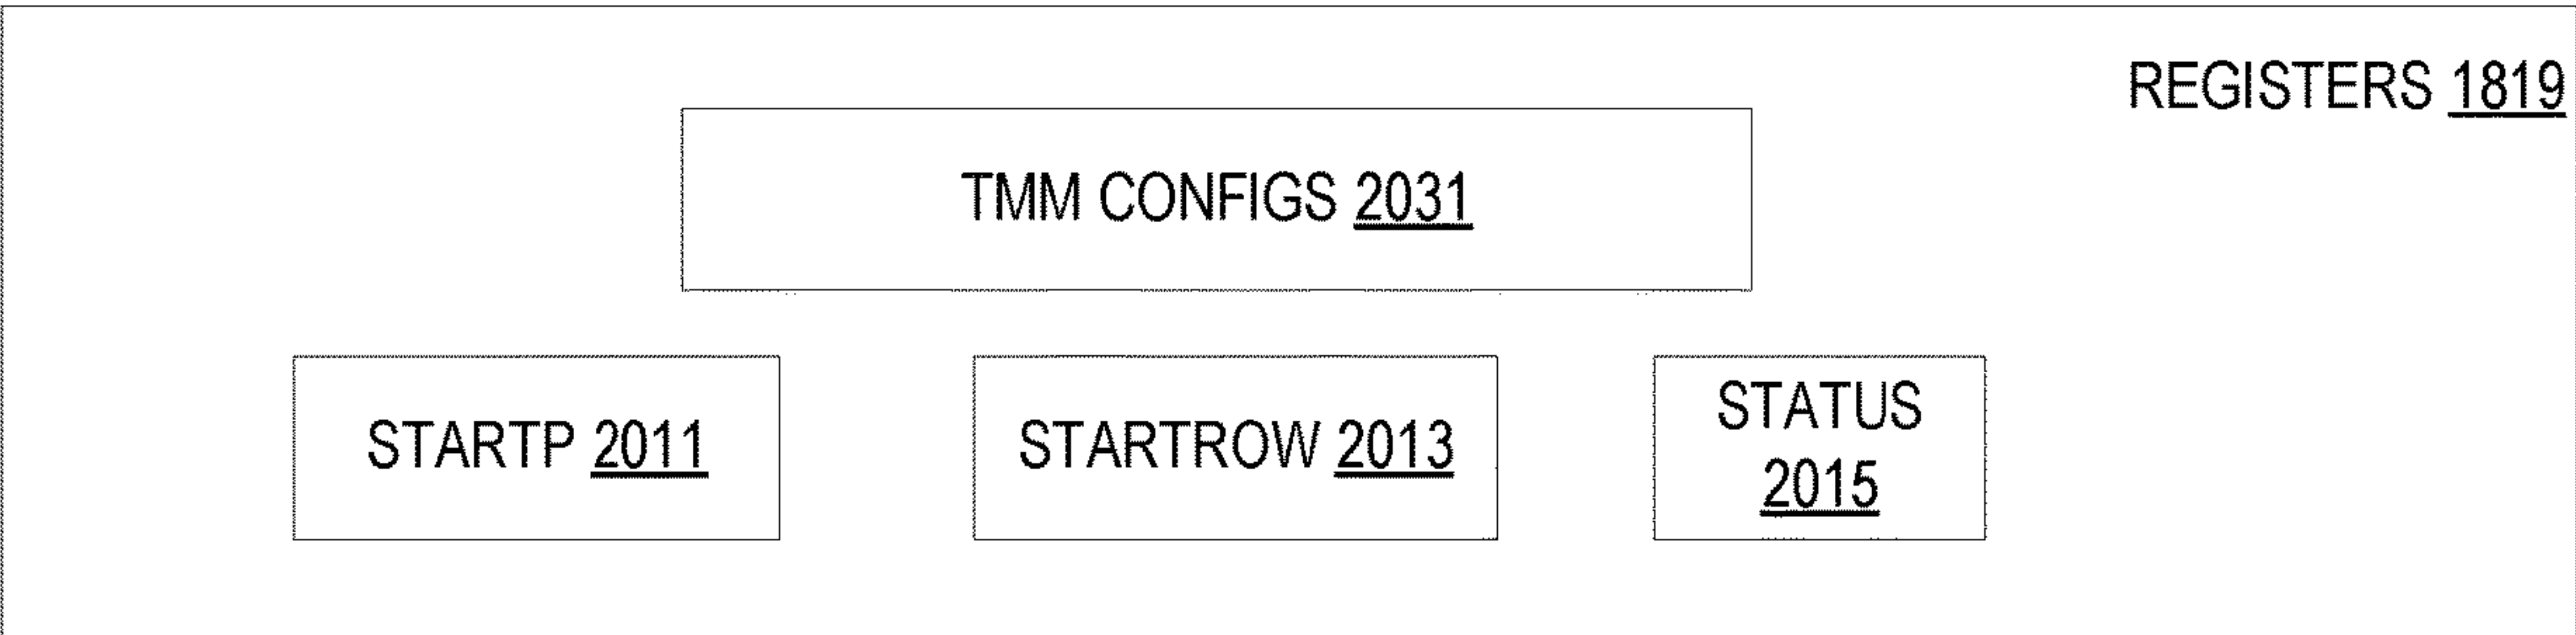 REGISTERS 1819
TMM CONFIGS 2031
STARTP 2011
STARTROW 2013
STATUS
2015